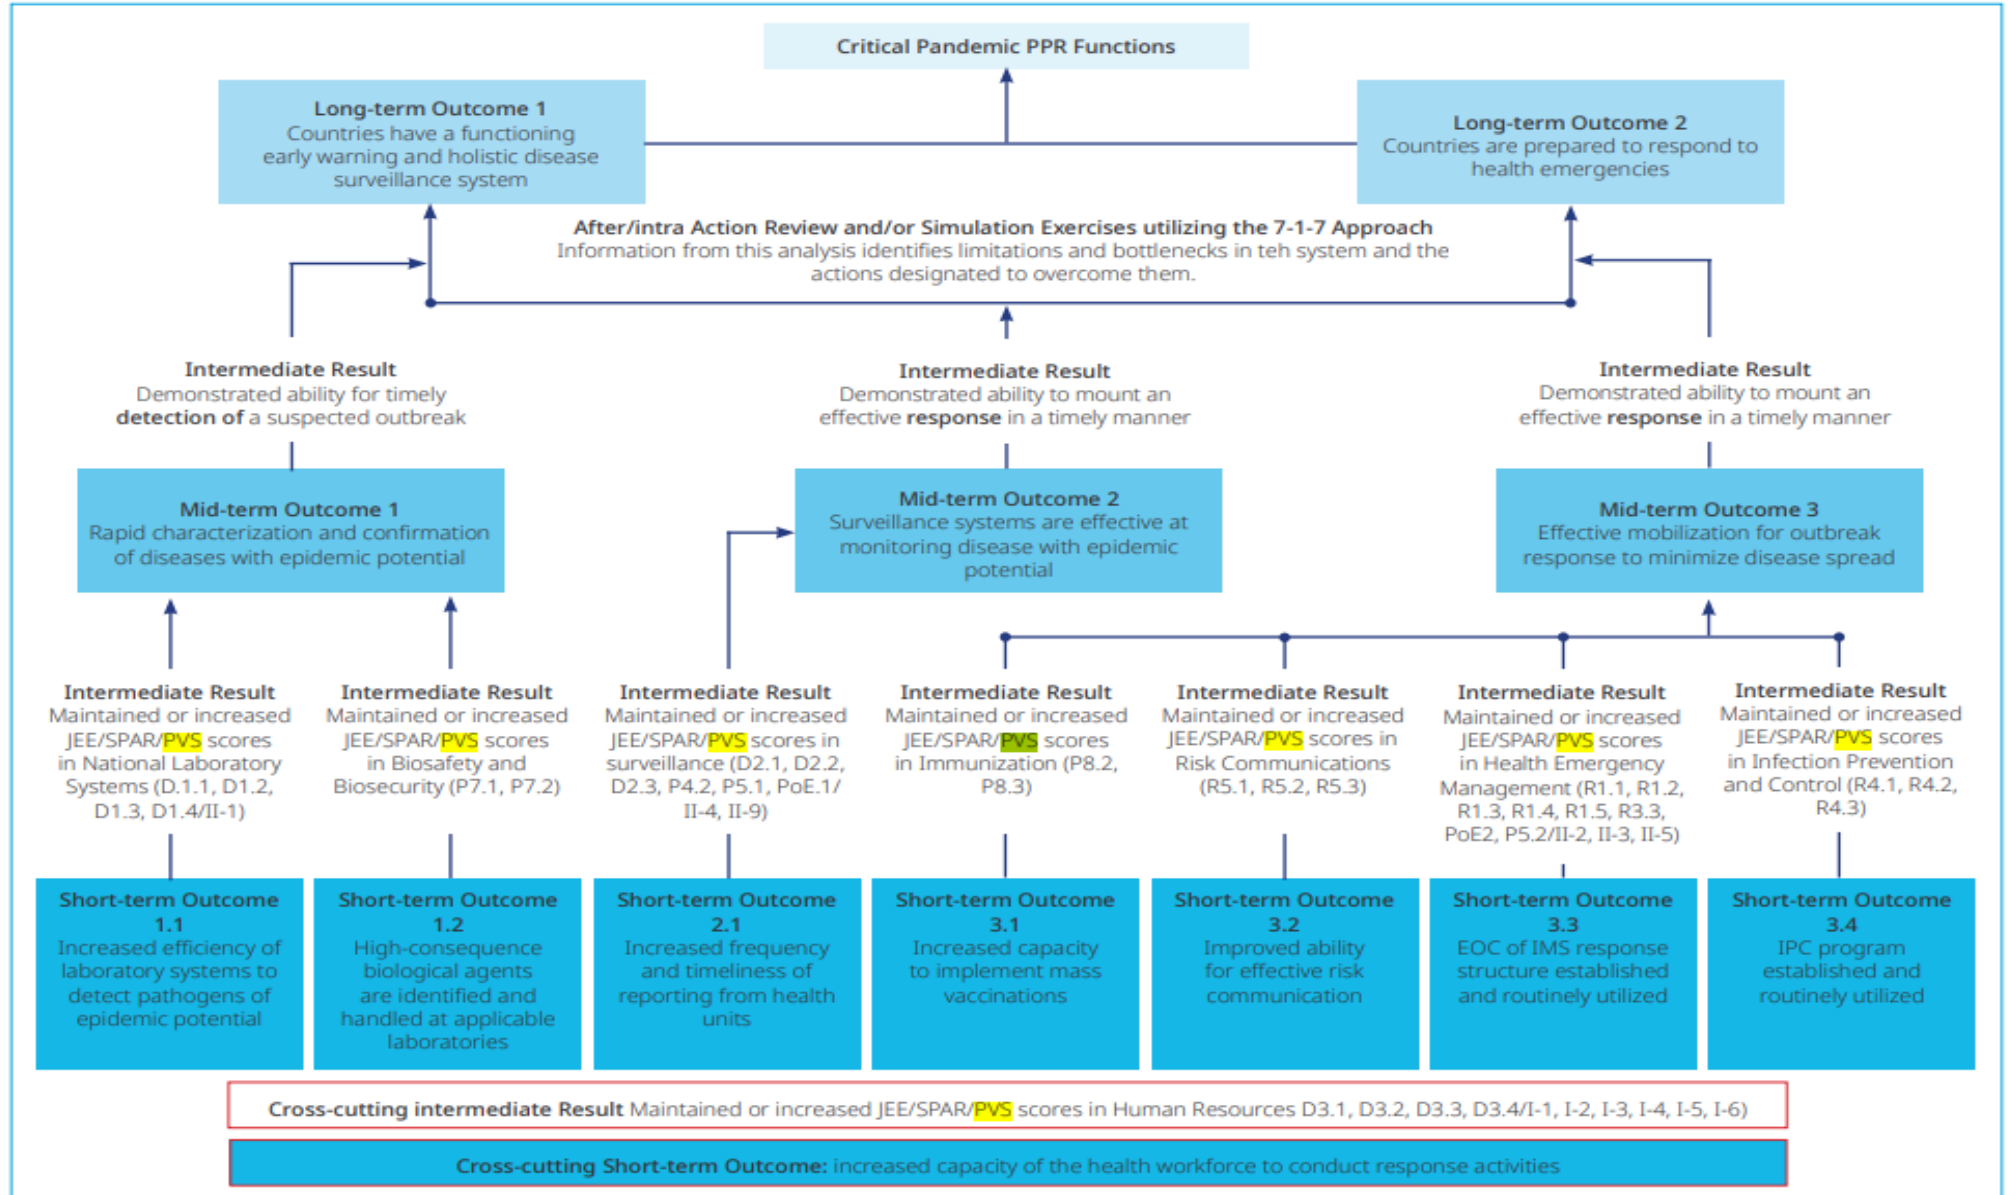 Critical Pandemic PPR Functions
Long-term Outcome 1
Countries have a functioning
early warning and holistic disease
surveillance system
Long-term Outcome 2
Countries are prepared to respond to
health emergencies
After/intra Action Review and/or Simulation Exercises utilizing the 7-1-7 Approach
Information from this analysis identifies limitations and bottlenecks in teh system and the
actions designated to overcome them.
Intermediate Result
Demonstrated ability for timely
detection of a suspected outbreak
Intermediate Result
Demonstrated ability to mount an
effective response in a timely manner
Intermediate Result
Demonstrated ability to mount an
effective response in a timely manner
Mid-term Outcome 1
Rapid characterization and confirmation
of diseases with epidemic potential
Mid-term Outcome 2
Surveillance systems are effective at
monitoring disease with epidemic
potential
Mid-term Outcome 3
Effective mobilization for outbreak
response to minimize disease spread
Intermediate Result
Maintained or increased
JEE/SPAR/PVS scores
in National Laboratory
Systems (D.1.1, D1.2,
D1.3, D1.4/II-1)
Intermediate Result
Maintained or increased
JEE/SPAR/PVS scores
in Biosafety and
Biosecurity (P7.1, P7.2)
Intermediate Result
Maintained or increased
JEE/SPAR/PVS scores in
surveillance (D2.1, D2.2,
D2.3, P4.2, P5.1, PoE.1/
II-4, II-9)
Intermediate Result
Maintained or increased
JEE/SPAR/PVS scores
in Immunization (P8.2,
P8.3)
Intermediate Result
Maintained or increased
JEE/SPAR/PVS scores in
Risk Communications
(R5.1, R5.2, R5.3)
Intermediate Result
Maintained or increased
JEE/SPAR/PVS scores
in Health Emergency
Management (R1.1, R1.2,
R1.3, R1.4, R1.5, R3.3,
PoE2, P5.2/II-2, II-3, II-5)
Intermediate Result
Maintained or increased
JEE/SPAR/PVS scores
in Infection Prevention
and Control (R4.1, R4.2,
R4.3)
Short-term Outcome
1.1
Increased efficiency of
laboratory systems to
detect pathogens of
epidemic potential
Short-term Outcome
1.2
High-consequence
biological agents
are identified and
handled at applicable
laboratories
Short-term Outcome
2.1
Increased frequency
and timeliness of
reporting from health
units
Short-term Outcome
3.1
Increased capacity
to implement mass
vaccinations
Short-term Outcome
3.2
Improved ability
for effective risk
communication
Short-term Outcome
3.3
EOC of IMS response
structure established
and routinely utilized
Short-term Outcome
3.4
IPC program
established and
routinely utilized
Cross-cutting intermediate Result Maintained or increased JEE/SPAR/PVS scores in Human Resources D3.1, D3.2, D3.3, D3.4/I-1, I-2, I-3, I-4, I-5, I-6)
Cross-cutting Short-term Outcome: increased capacity of the health workforce to conduct response activities